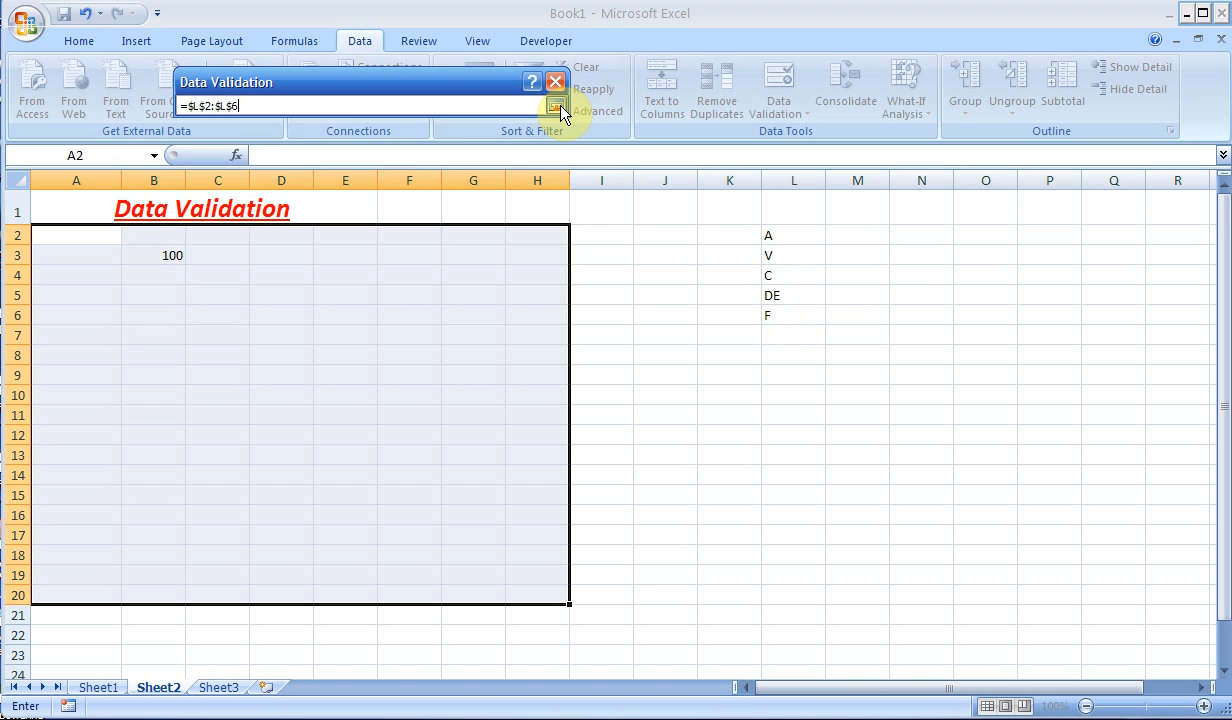 Book1 - Microsoft Excel
Home Insert Page Layout Formulas Data Review View Developer
Data Validation
=$L$2:$L$6
From Access
From Web
From Text
Get External Data
Connections
Clear
Reapply
Advanced
Sort & Filter
Text to Columns
Remove Duplicates
Data Validation
Consolidate
What-If Analysis
Data Tools
Group
Ungroup
Subtotal
Show Detail
Hide Detail
Outline
A2 fx
A B C D E F G H I J K L M N O P Q R
1 Data Validation
2 A
3 100 V
4 C
5 DE
6 F
7
8
9
10
11
12
13
14
15
16
17
18
19
20
21
22
23
24
Sheet1 Sheet2 Sheet3
Enter 100%